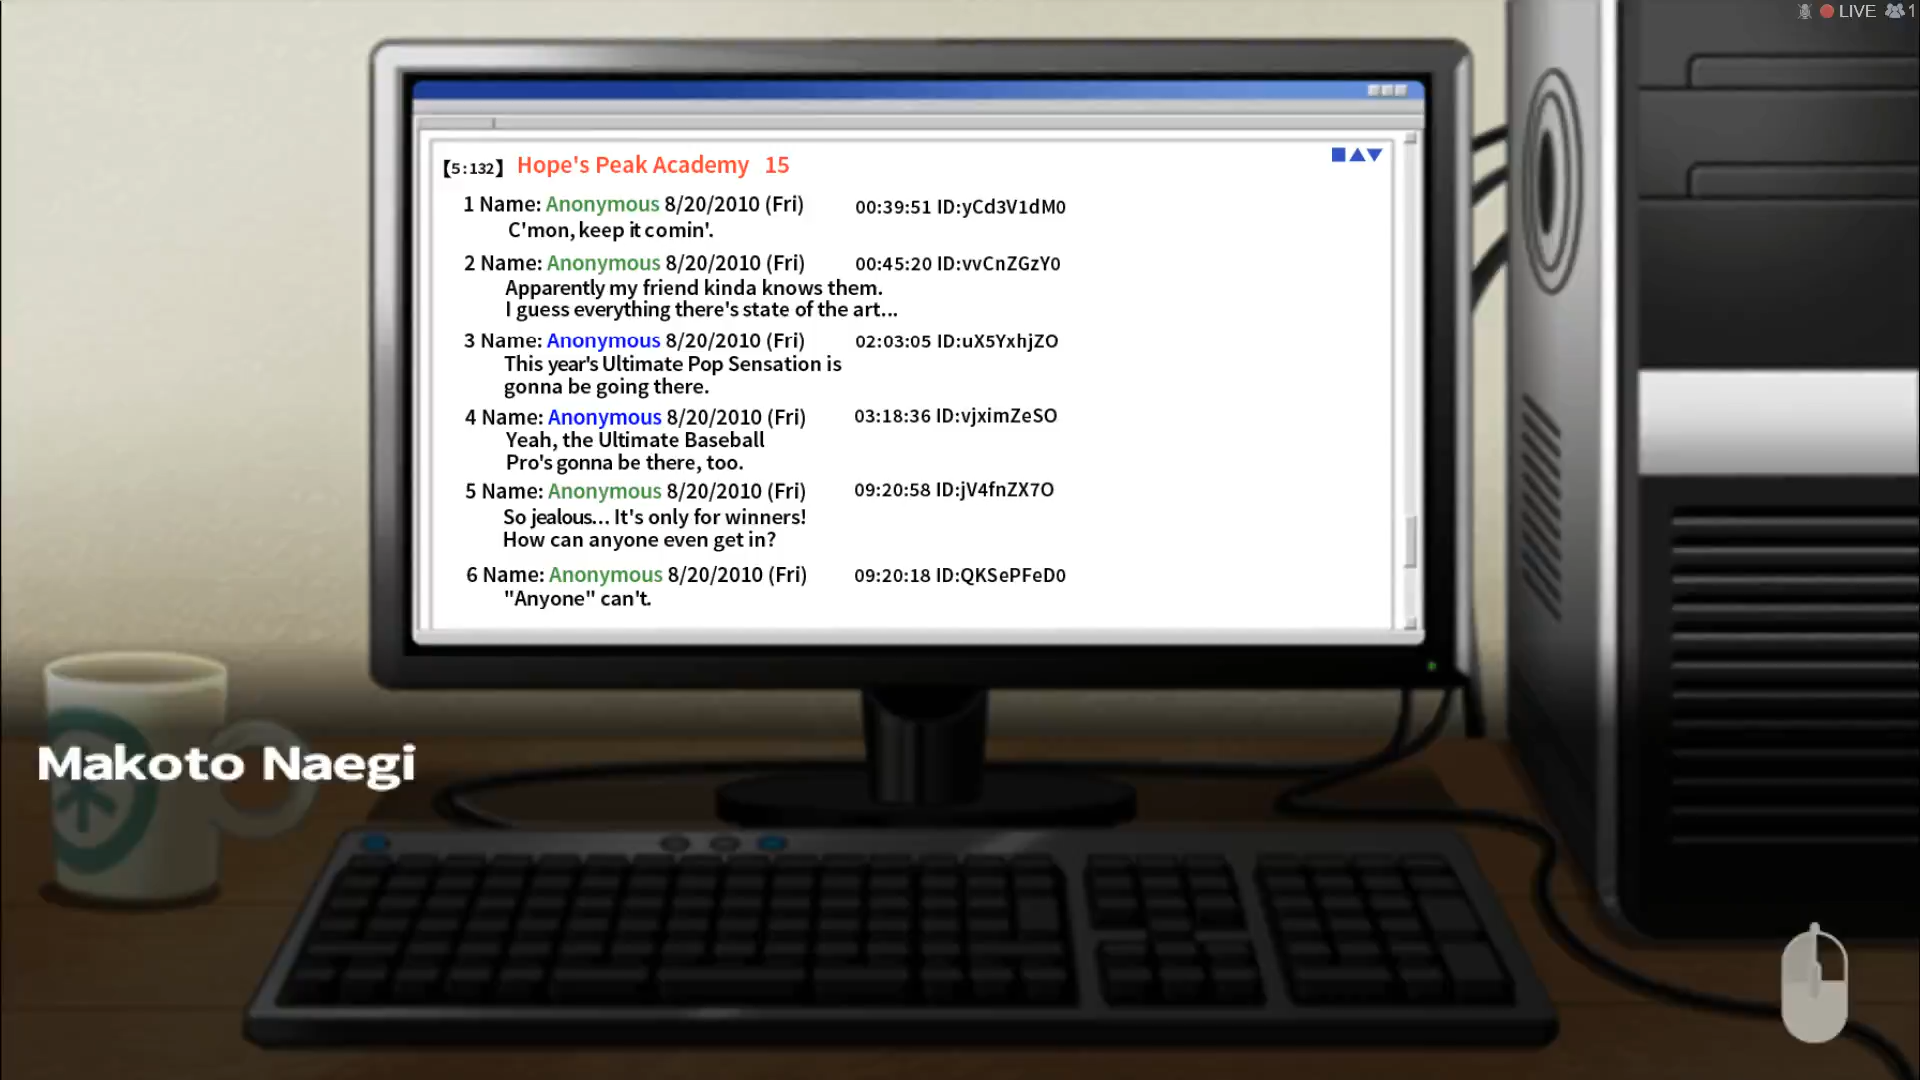 LIVE 1
【5:132】 Hope's Peak Academy 15
1 Name: Anonymous 8/20/2010 (Fri) 00:39:51 ID:yCd3V1dM0
C'mon, keep it comin'.
2 Name: Anonymous 8/20/2010 (Fri) 00:45:20 ID:vvCnZGzY0
Apparently my friend kinda knows them.
I guess everything there's state of the art...
3 Name: Anonymous 8/20/2010 (Fri) 02:03:05 ID:uX5YxhjZO
This year's Ultimate Pop Sensation is
gonna be going there.
4 Name: Anonymous 8/20/2010 (Fri) 03:18:36 ID:vjximZeSO
Yeah, the Ultimate Baseball
Pro's gonna be there, too.
5 Name: Anonymous 8/20/2010 (Fri) 09:20:58 ID:jV4fnZX7O
So jealous... It's only for winners!
How can anyone even get in?
6 Name: Anonymous 8/20/2010 (Fri) 09:20:18 ID:QKSePFeD0
"Anyone" can't.
Makoto Naegi